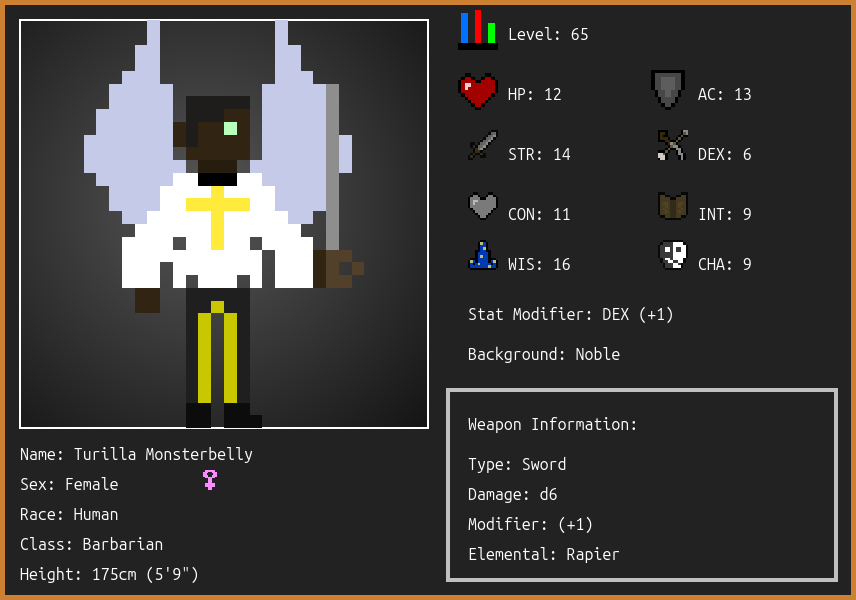 Level: 65
HP: 12
AC: 13
STR: 14
DEX: 6
CON: 11
INT: 9
WIS: 16
CHA: 9
Stat Modifier: DEX (+1)
Background: Noble
Weapon Information:
Type: Sword
Damage: d6
Modifier: (+1)
Elemental: Rapier
Name: Turilla Monsterbelly
Sex: Female
Race: Human
Class: Barbarian
Height: 175cm (5'9")